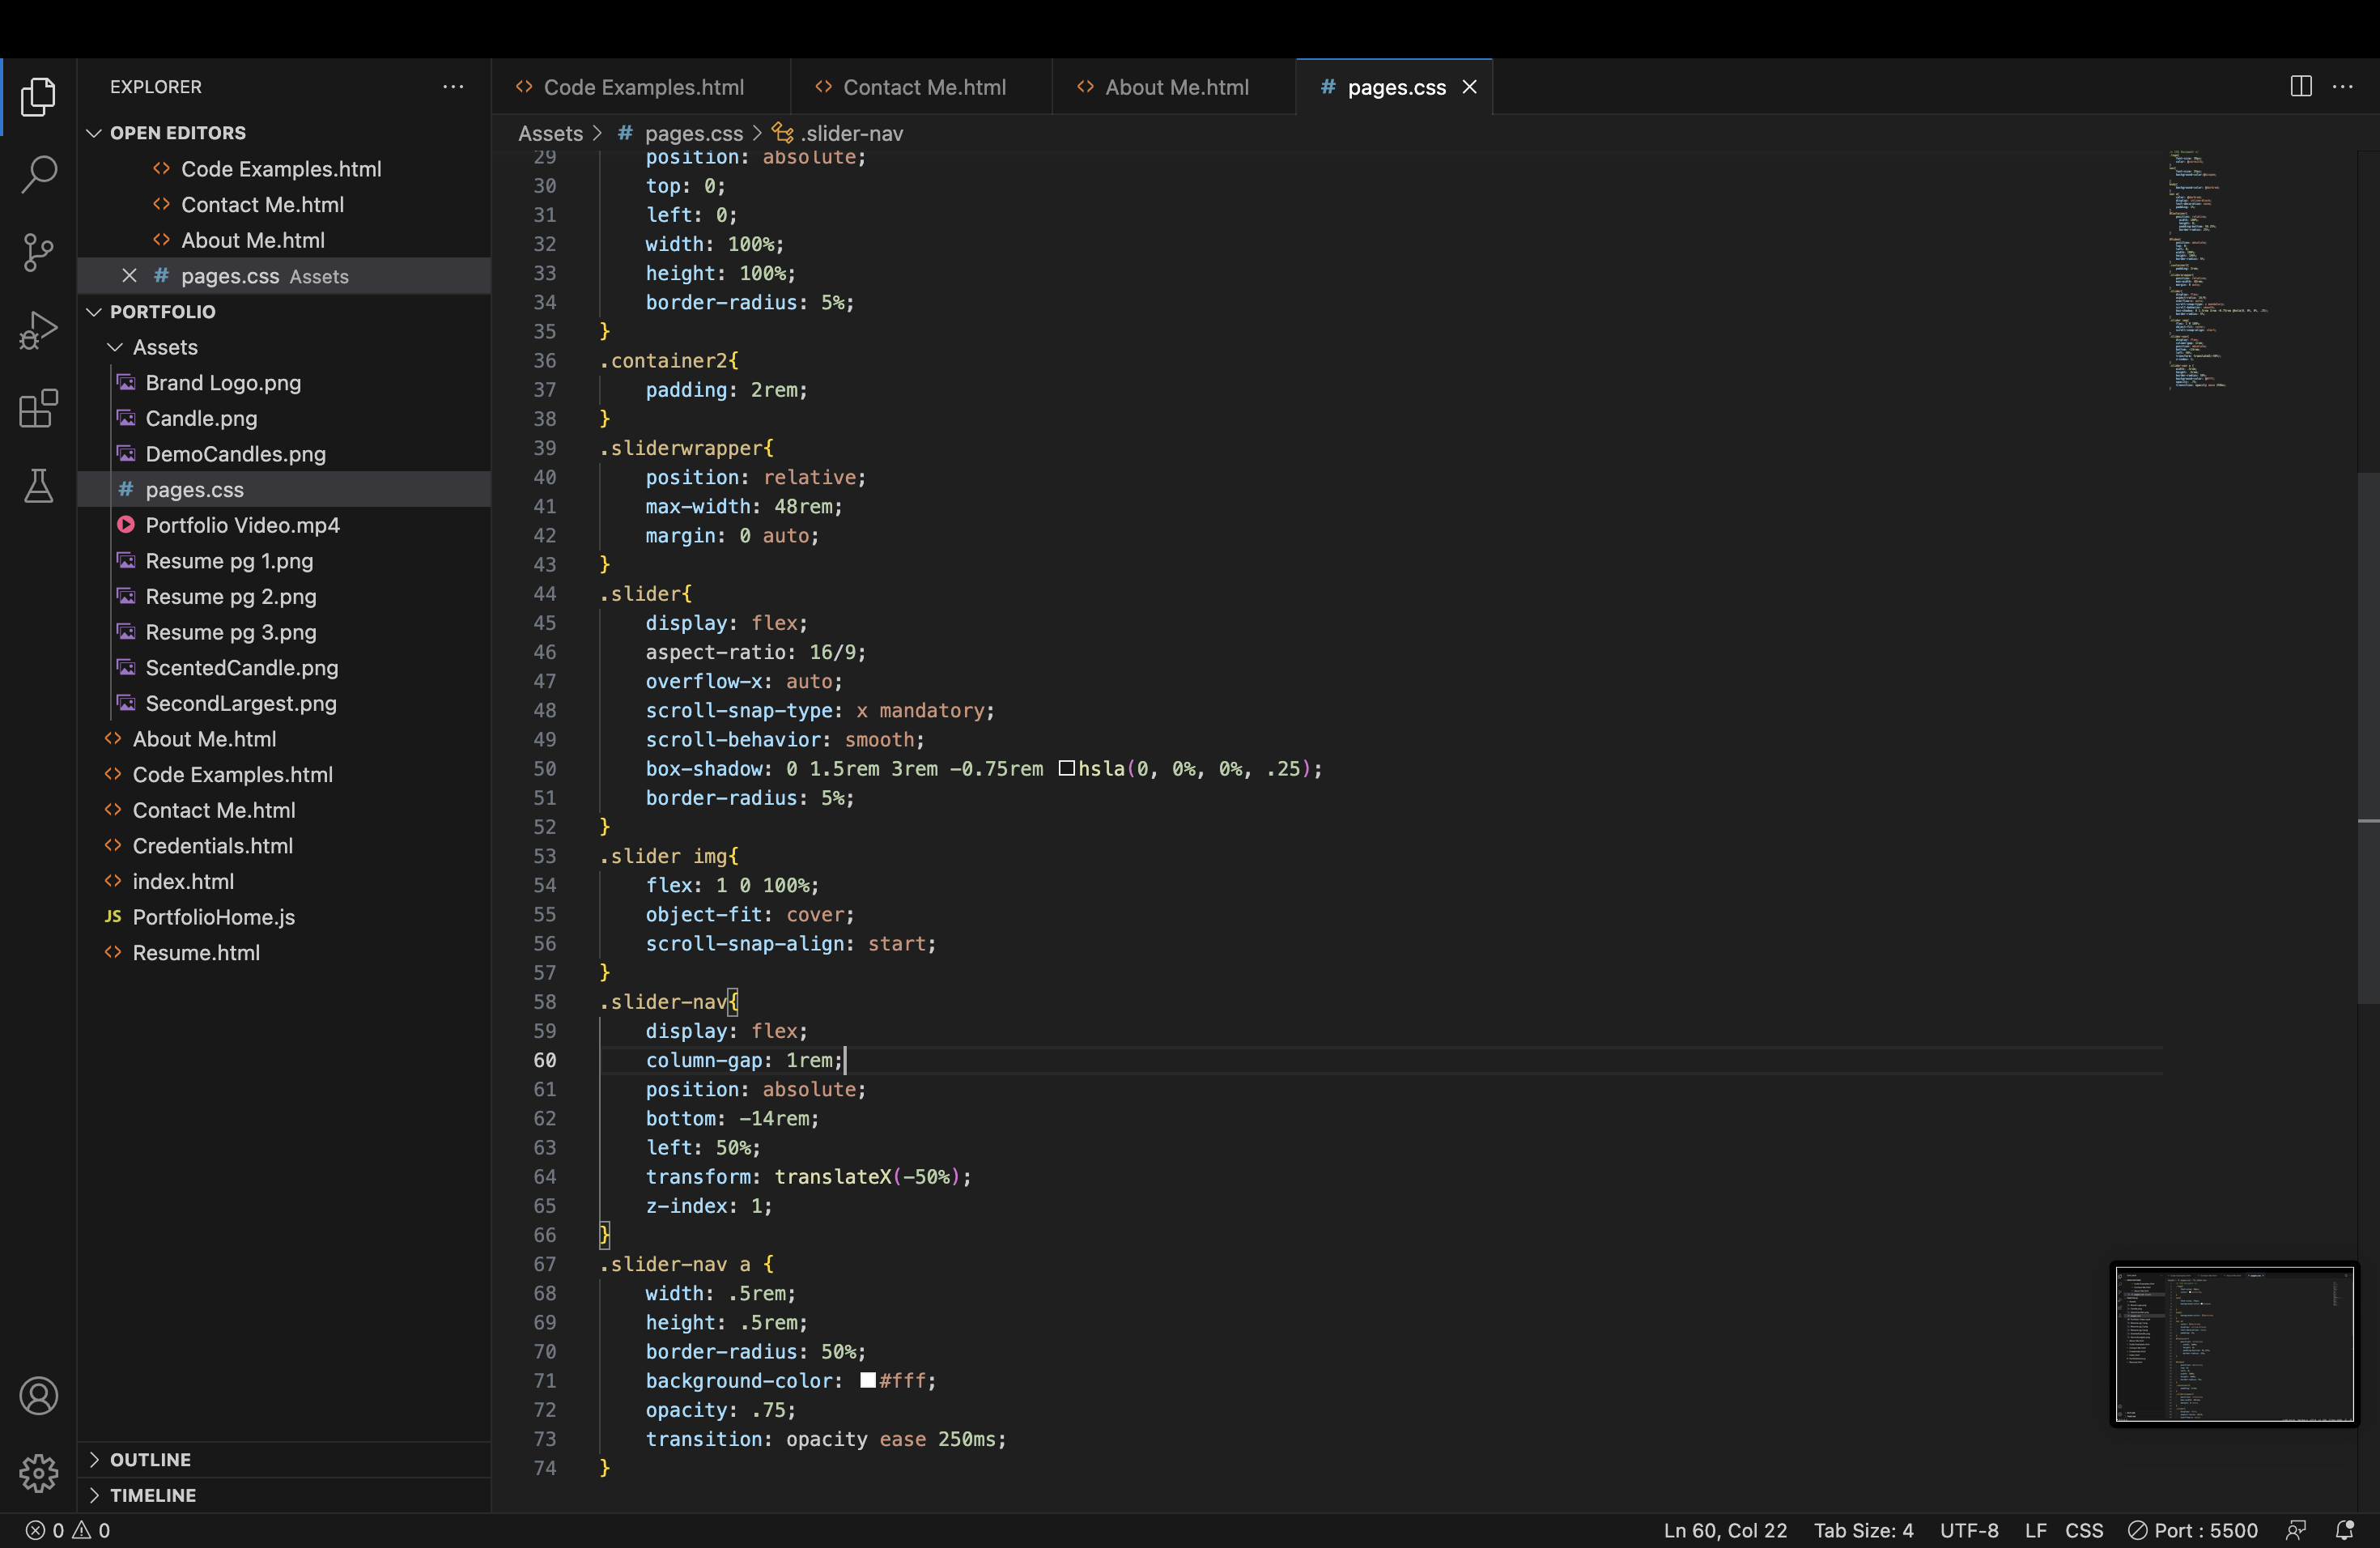 EXPLORER
Code Examples.html
Contact Me.html
About Me.html
# pages.css
OPEN EDITORS
Code Examples.html
Contact Me.html
About Me.html
# pages.css Assets
PORTFOLIO
Assets
Brand Logo.png
Candle.png
DemoCandles.png
# pages.css
Portfolio Video.mp4
Resume pg 1.png
Resume pg 2.png
Resume pg 3.png
ScentedCandle.png
SecondLargest.png
About Me.html
Code Examples.html
Contact Me.html
Credentials.html
index.html
JS PortfolioHome.js
Resume.html
OUTLINE
TIMELINE
Assets > # pages.css > .slider-nav
29 position: absolute;
30 top: 0;
31 left: 0;
32 width: 100%;
33 height: 100%;
34 border-radius: 5%;
35 }
36 .container2{
37 padding: 2rem;
38 }
39 .sliderwrapper{
40 position: relative;
41 max-width: 48rem;
42 margin: 0 auto;
43 }
44 .slider{
45 display: flex;
46 aspect-ratio: 16/9;
47 overflow-x: auto;
48 scroll-snap-type: x mandatory;
49 scroll-behavior: smooth;
50 box-shadow: 0 1.5rem 3rem -0.75rem hsla(0, 0%, 0%, .25);
51 border-radius: 5%;
52 }
53 .slider img{
54 flex: 1 0 100%;
55 object-fit: cover;
56 scroll-snap-align: start;
57 }
58 .slider-nav{
59 display: flex;
60 column-gap: 1rem;
61 position: absolute;
62 bottom: -14rem;
63 left: 50%;
64 transform: translateX(-50%);
65 z-index: 1;
66 }
67 .slider-nav a {
68 width: .5rem;
69 height: .5rem;
70 border-radius: 50%;
71 background-color: #fff;
72 opacity: .75;
73 transition: opacity ease 250ms;
74 }
0 0
Ln 60, Col 22 Tab Size: 4 UTF-8 LF CSS Port : 5500